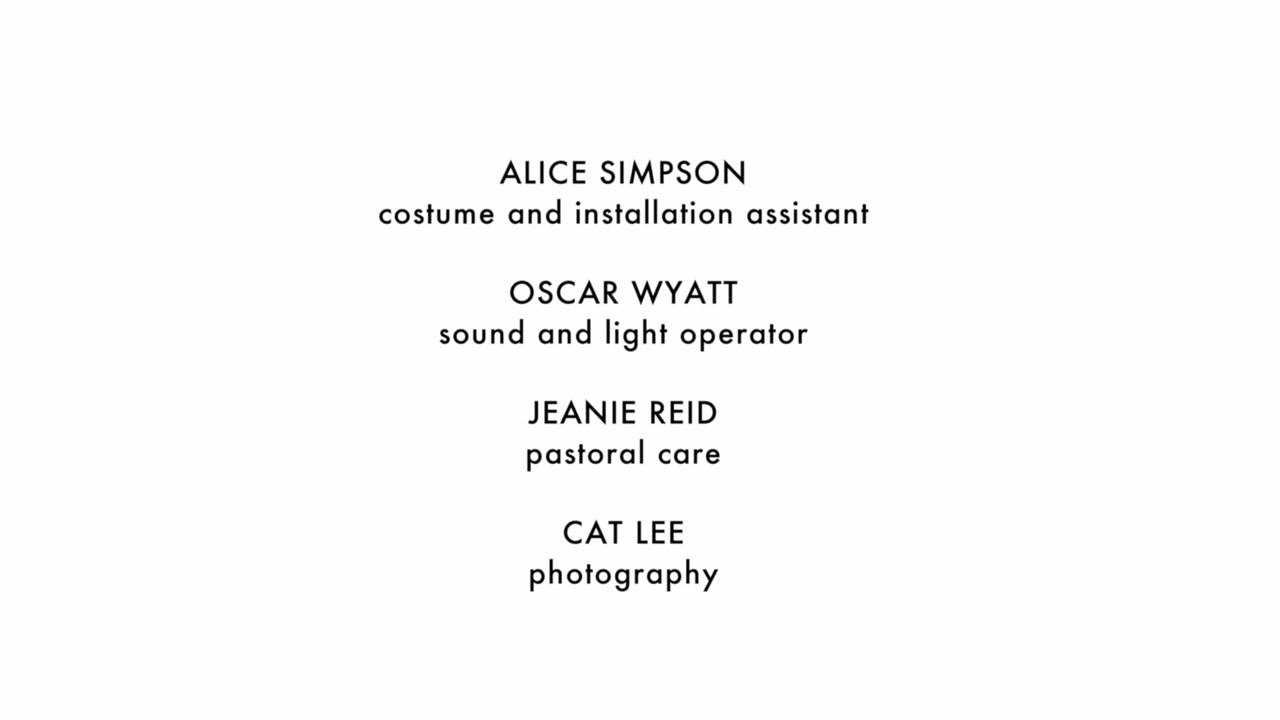 ALICE SIMPSON
costume and installation assistant
OSCAR WYATT
sound and light operator
JEANIE REID
pastoral care
CAT LEE
photography